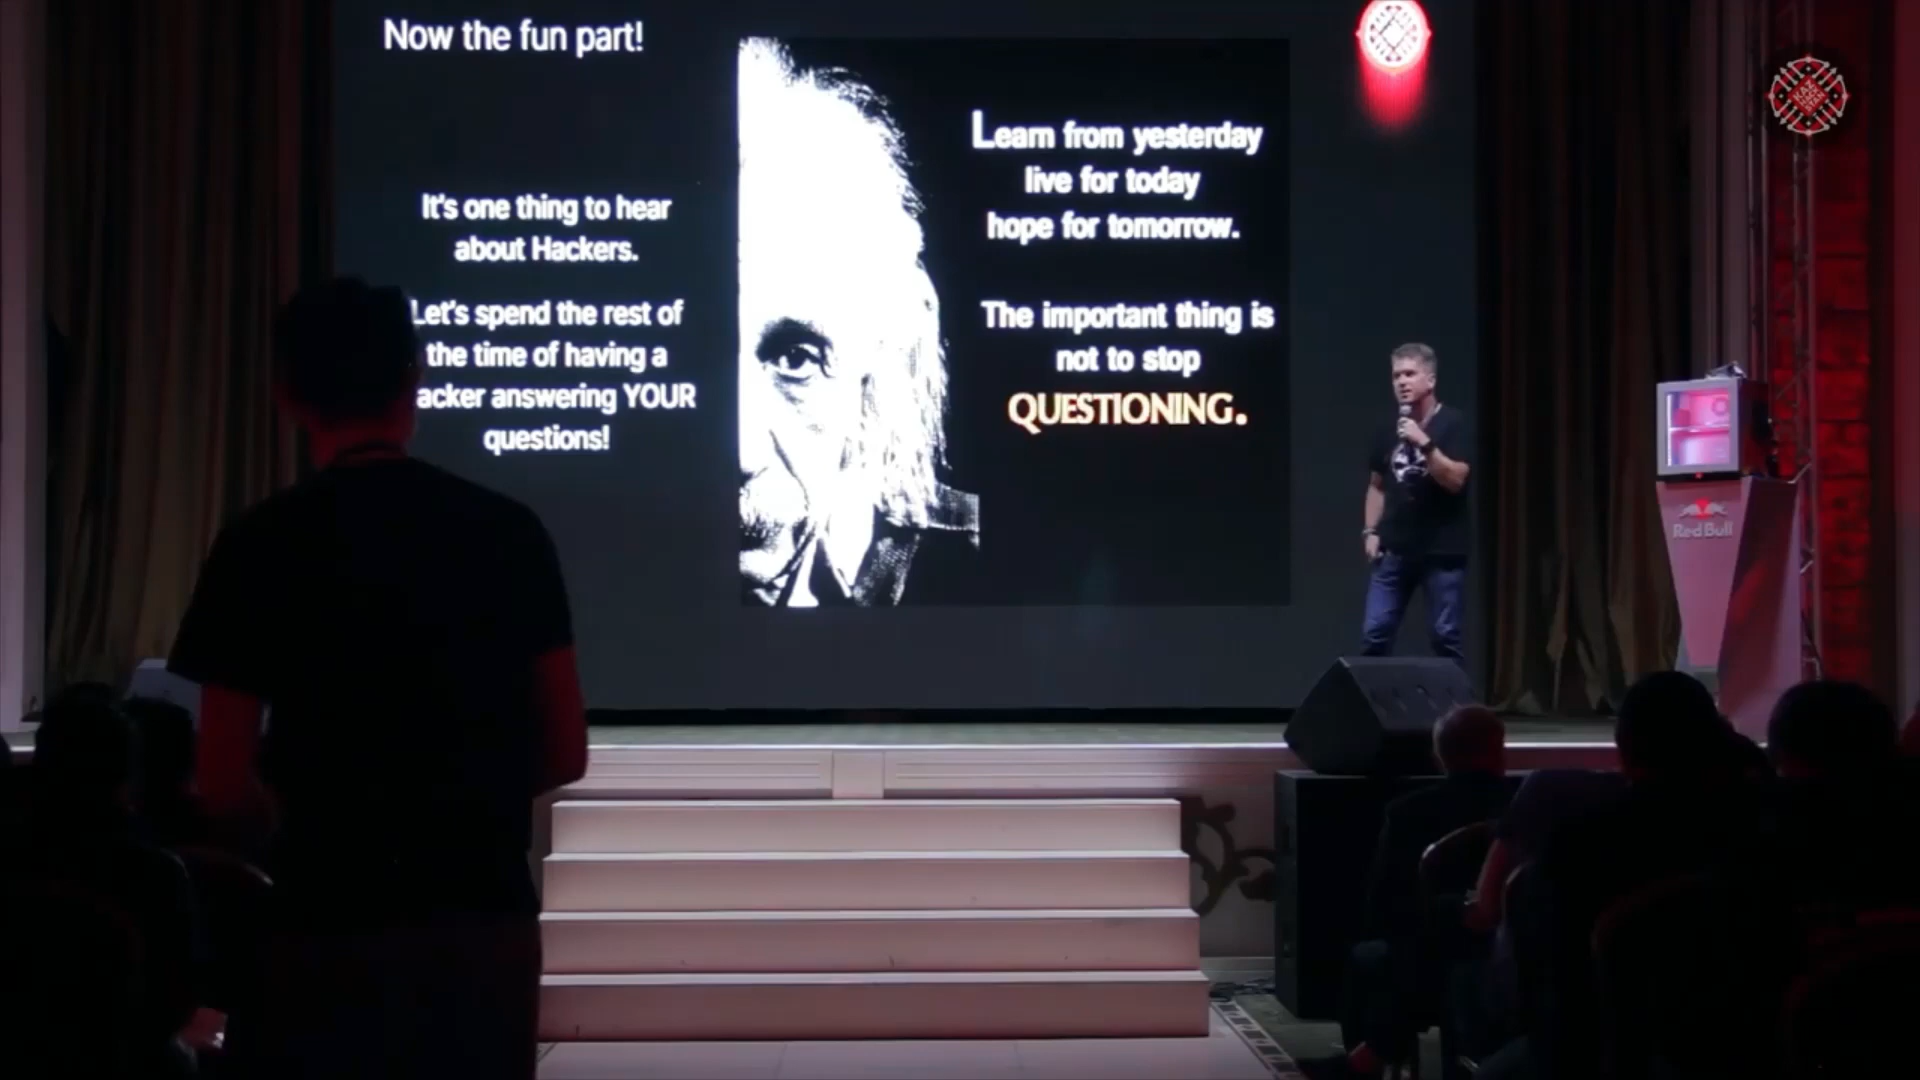 Now the fun part!
It's one thing to hear
about Hackers.
Let's spend the rest of
the time of having a
acker answering YOUR
questions!
Learn from yesterday
live for today
hope for tomorrow.
The important thing is
not to stop
QUESTIONING.
Red Bull